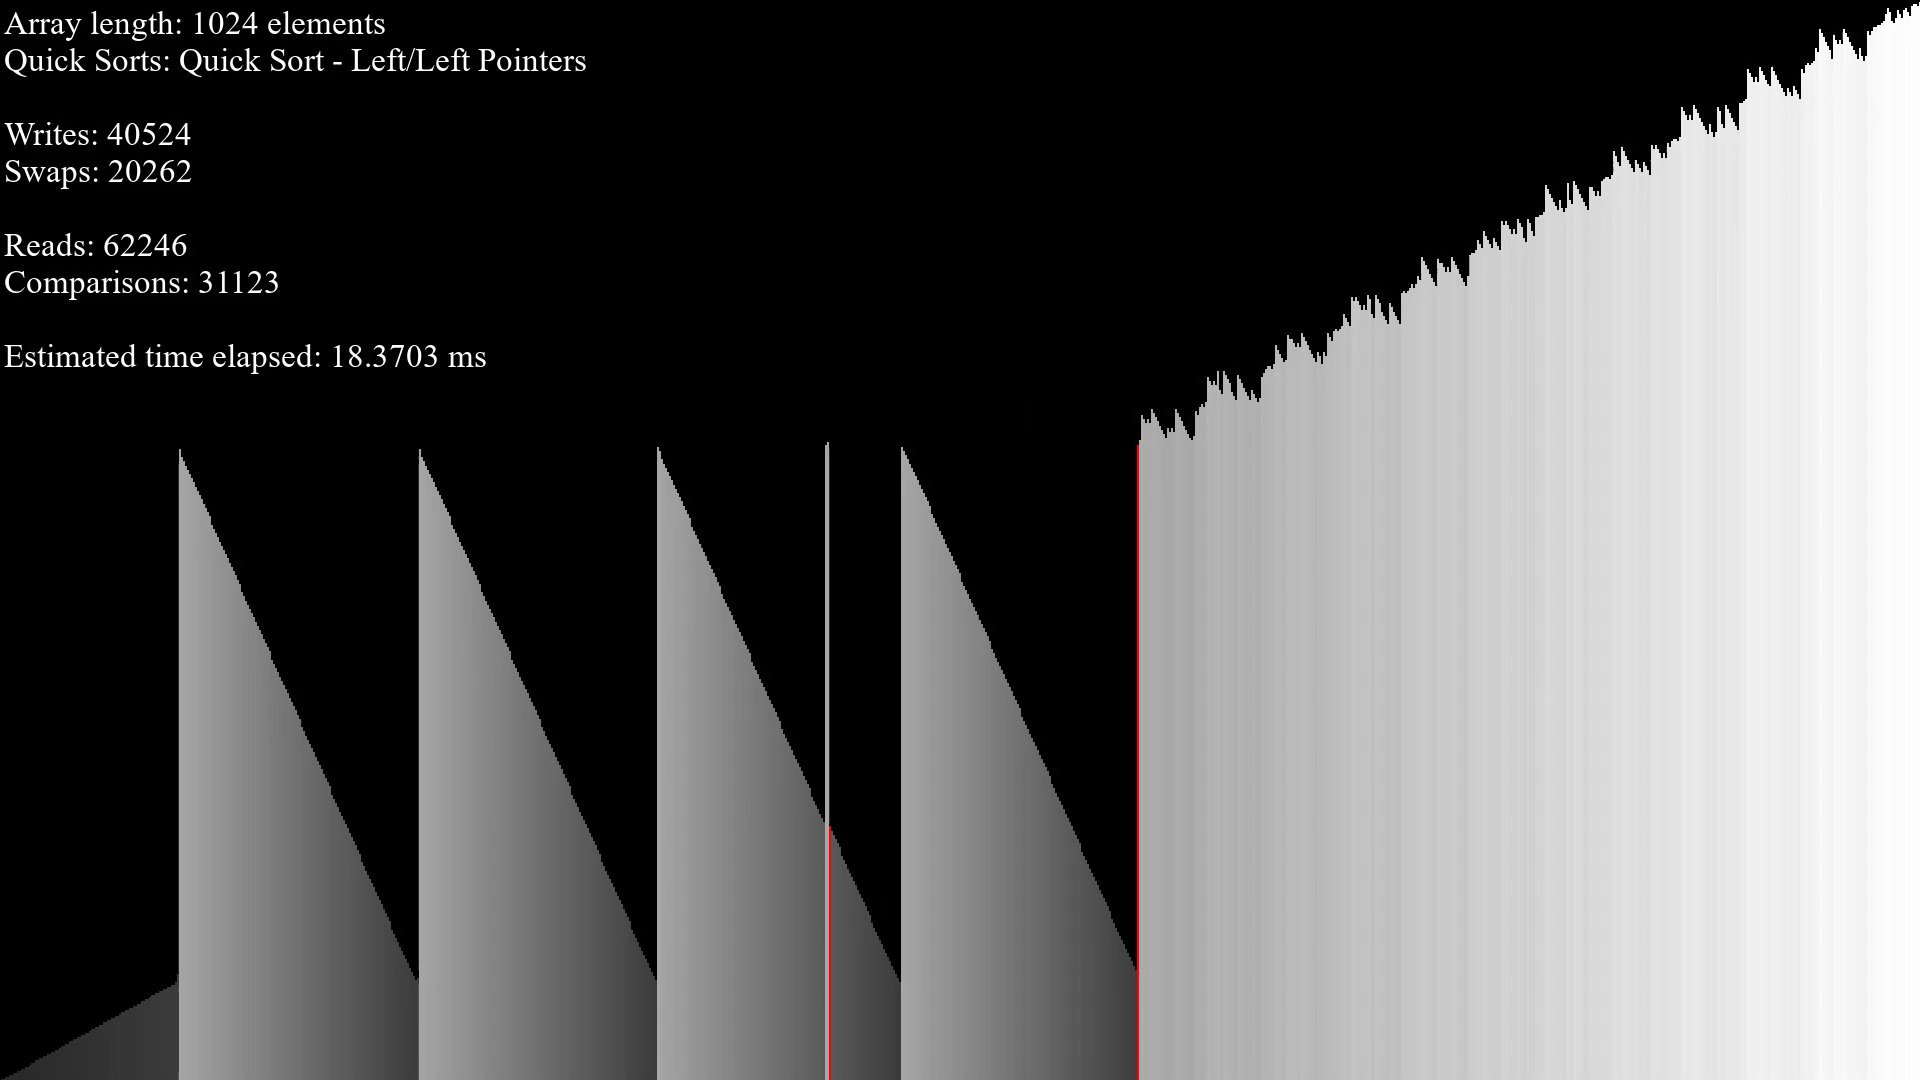 Array length: 1024 elements
Quick Sorts: Quick Sort - Left/Left Pointers
Writes: 40524
Swaps: 20262
Reads: 62246
Comparisons: 31123
Estimated time elapsed: 18.3703 ms